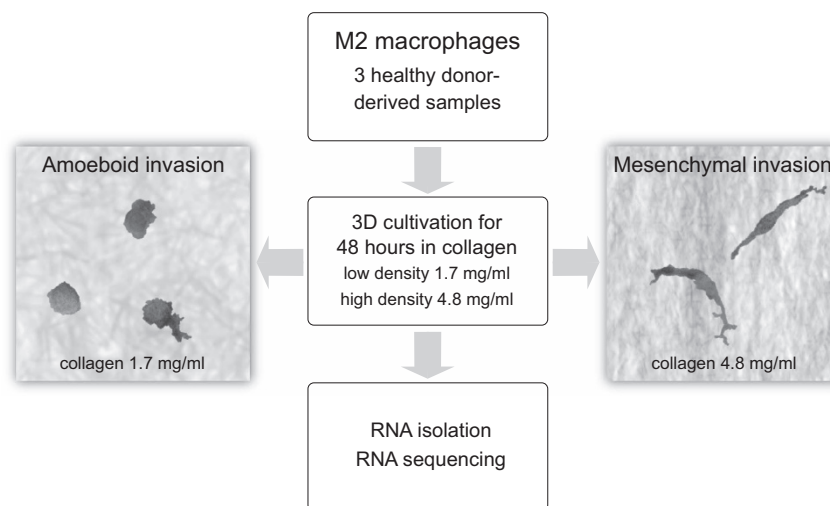 M2 macrophages
3 healthy donor-
derived samples
Amoeboid invasion
collagen 1.7 mg/ml
3D cultivation for
48 hours in collagen
low density 1.7 mg/ml
high density 4.8 mg/ml
Mesenchymal invasion
collagen 4.8 mg/ml
RNA isolation
RNA sequencing